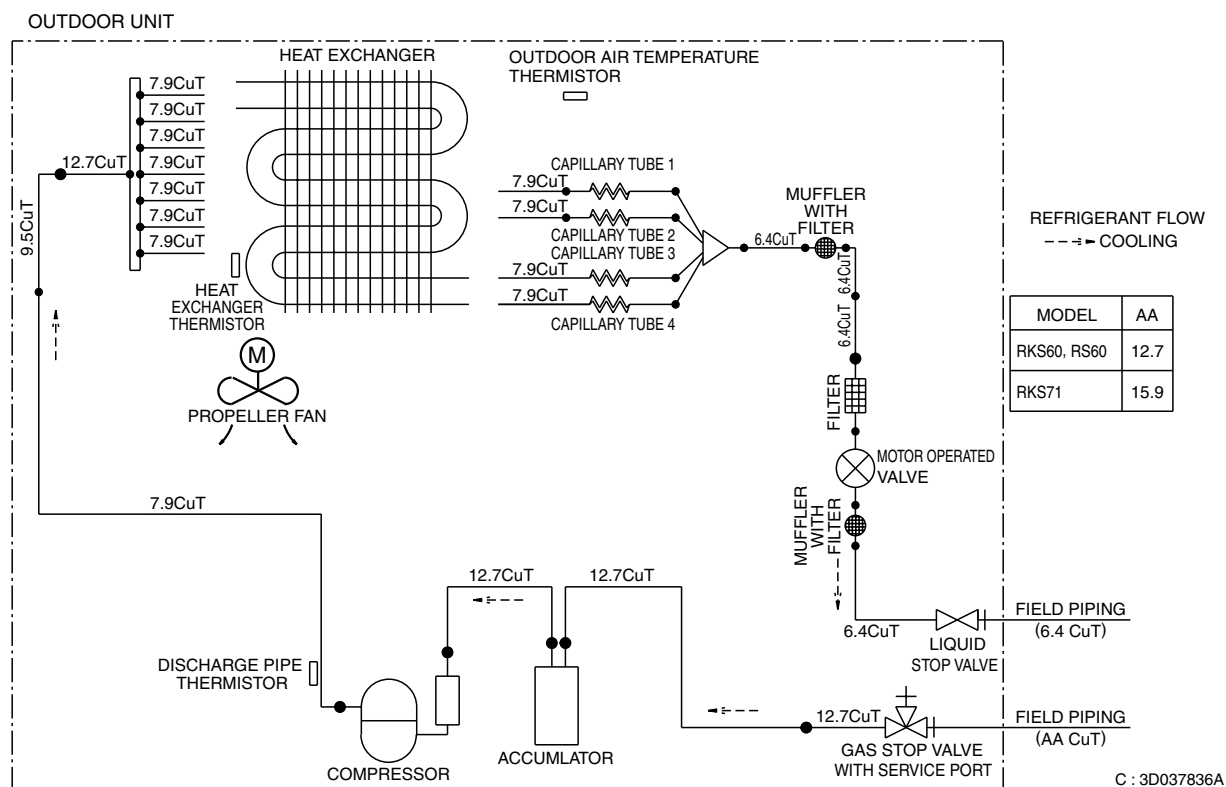 OUTDOOR UNIT
HEAT EXCHANGER
OUTDOOR AIR TEMPERATURE
THERMISTOR
7.9CuT
7.9CuT
7.9CuT
7.9CuT
7.9CuT
7.9CuT
7.9CuT
12.7CuT
9.5CuT
HEAT
EXCHANGER
THERMISTOR
M
PROPELLER FAN
CAPILLARY TUBE 1
7.9CuT
7.9CuT
CAPILLARY TUBE 2
CAPILLARY TUBE 3
7.9CuT
7.9CuT
CAPILLARY TUBE 4
6.4CuT
MUFFLER
WITH
FILTER
6.4CuT
6.4CuT
FILTER
MOTOR OPERATED
VALVE
MUFFLER
WITH
FILTER
REFRIGERANT FLOW
COOLING
MODEL AA
RKS60, RS60 12.7
RKS71 15.9
7.9CuT
12.7CuT
12.7CuT
6.4CuT
LIQUID
STOP VALVE
FIELD PIPING
(6.4 CuT)
DISCHARGE PIPE
THERMISTOR
COMPRESSOR
ACCUMLATOR
12.7CuT
GAS STOP VALVE
WITH SERVICE PORT
FIELD PIPING
(AA CuT)
C : 3D037836A